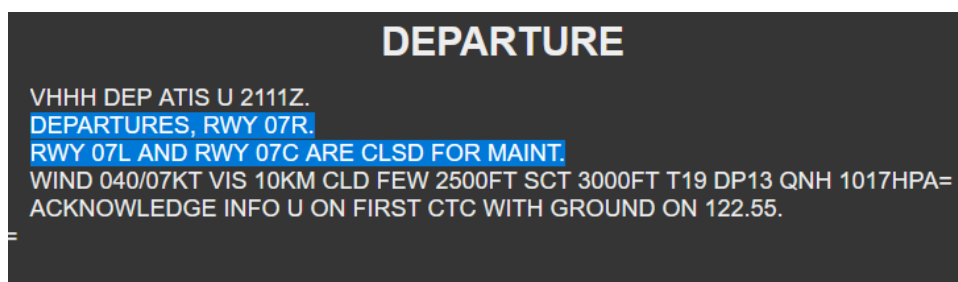 DEPARTURE
VHHH DEP ATIS U 2111Z.
DEPARTURES, RWY 07R.
RWY 07L AND RWY 07C ARE CLSD FOR MAINT.
WIND 040/07KT VIS 10KM CLD FEW 2500FT SCT 3000FT T19 DP13 QNH 1017HPA=
ACKNOWLEDGE INFO U ON FIRST CTC WITH GROUND ON 122.55.
=